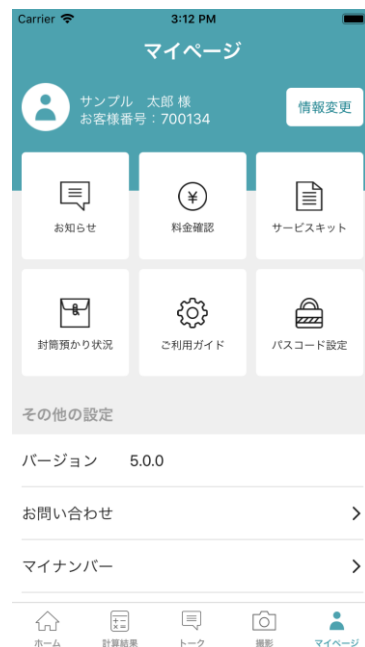 Carrier 3:12 PM
マイページ
サンプル 太郎 様
お客様番号：700134
情報変更
お知らせ
¥
料金確認
サービスキット
&
封筒預かり状況
ご利用ガイド
パスコード設定
その他の設定
バージョン 5.0.0
お問い合わせ
マイナンバー
ホーム 計算結果 トーク 撮影 マイページ